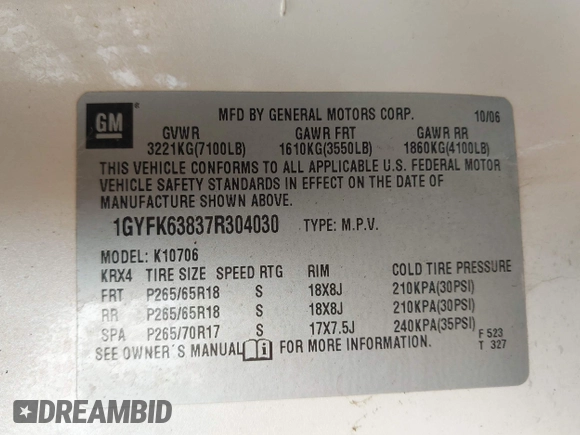 GM
MFD BY GENERAL MOTORS CORP. 10/06
GVWR GAWR FRT GAWR RR
3221KG(7100LB) 1610KG(3550LB) 1860KG(4100LB)
THIS VEHICLE CONFORMS TO ALL APPLICABLE U.S. FEDERAL MOTOR
VEHICLE SAFETY STANDARDS IN EFFECT ON THE DATE OF
MANUFACTURE SHOWN ABOVE.
1GYFK63837R304030 TYPE: M.P.V.
MODEL: K10706
KRX4 TIRE SIZE SPEED RTG RIM COLD TIRE PRESSURE
FRT P265/65R18 S 18X8J 210KPA(30PSI)
RR P265/65R18 S 18X8J 210KPA(30PSI)
SPA P265/70R17 S 17X7.5J 240KPA(35PSI) F 523
SEE OWNER´S MANUAL FOR MORE INFORMATION. T 327
DREAMBID